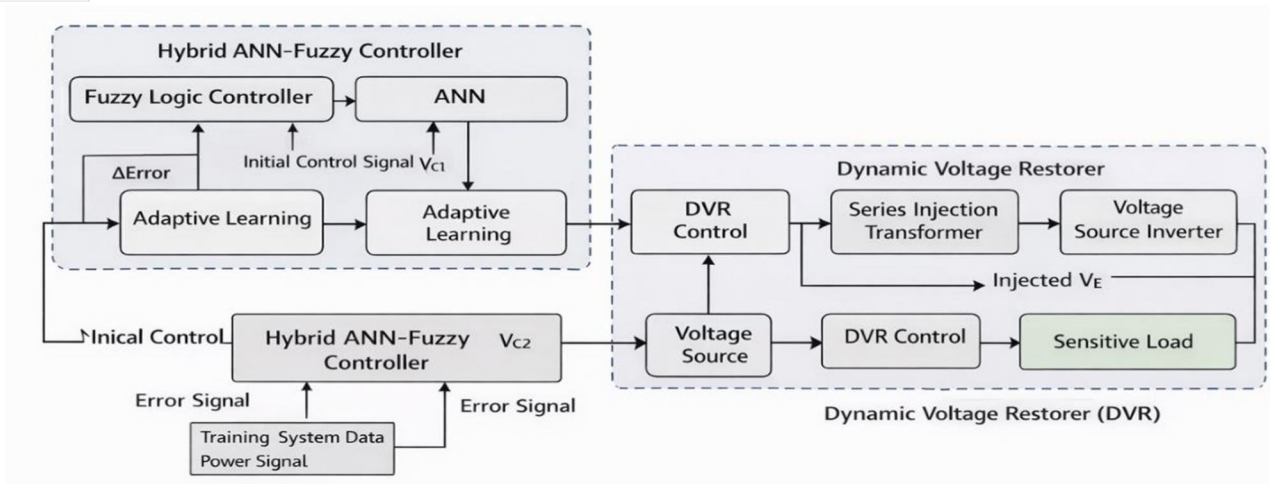 Hybrid ANN-Fuzzy Controller
Fuzzy Logic Controller
ANN
Initial Control Signal VC1
ΔError
Adaptive Learning
Adaptive
Learning
Dynamic Voltage Restorer
DVR
Control
Series Injection
Transformer
Voltage
Source Inverter
Injected VE
Inical Control
Hybrid ANN-Fuzzy VC2
Controller
Voltage
Source
DVR Control
Sensitive Load
Error Signal
Error Signal
Training System Data
Power Signal
Dynamic Voltage Restorer (DVR)